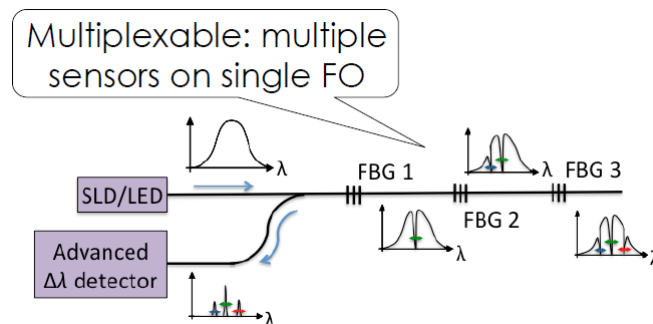 Multiplexable: multiple
sensors on single FO
λ
SLD/LED
FBG 1
λ
FBG 3
λ
FBG 2
λ
Advanced
Δλ detector
λ